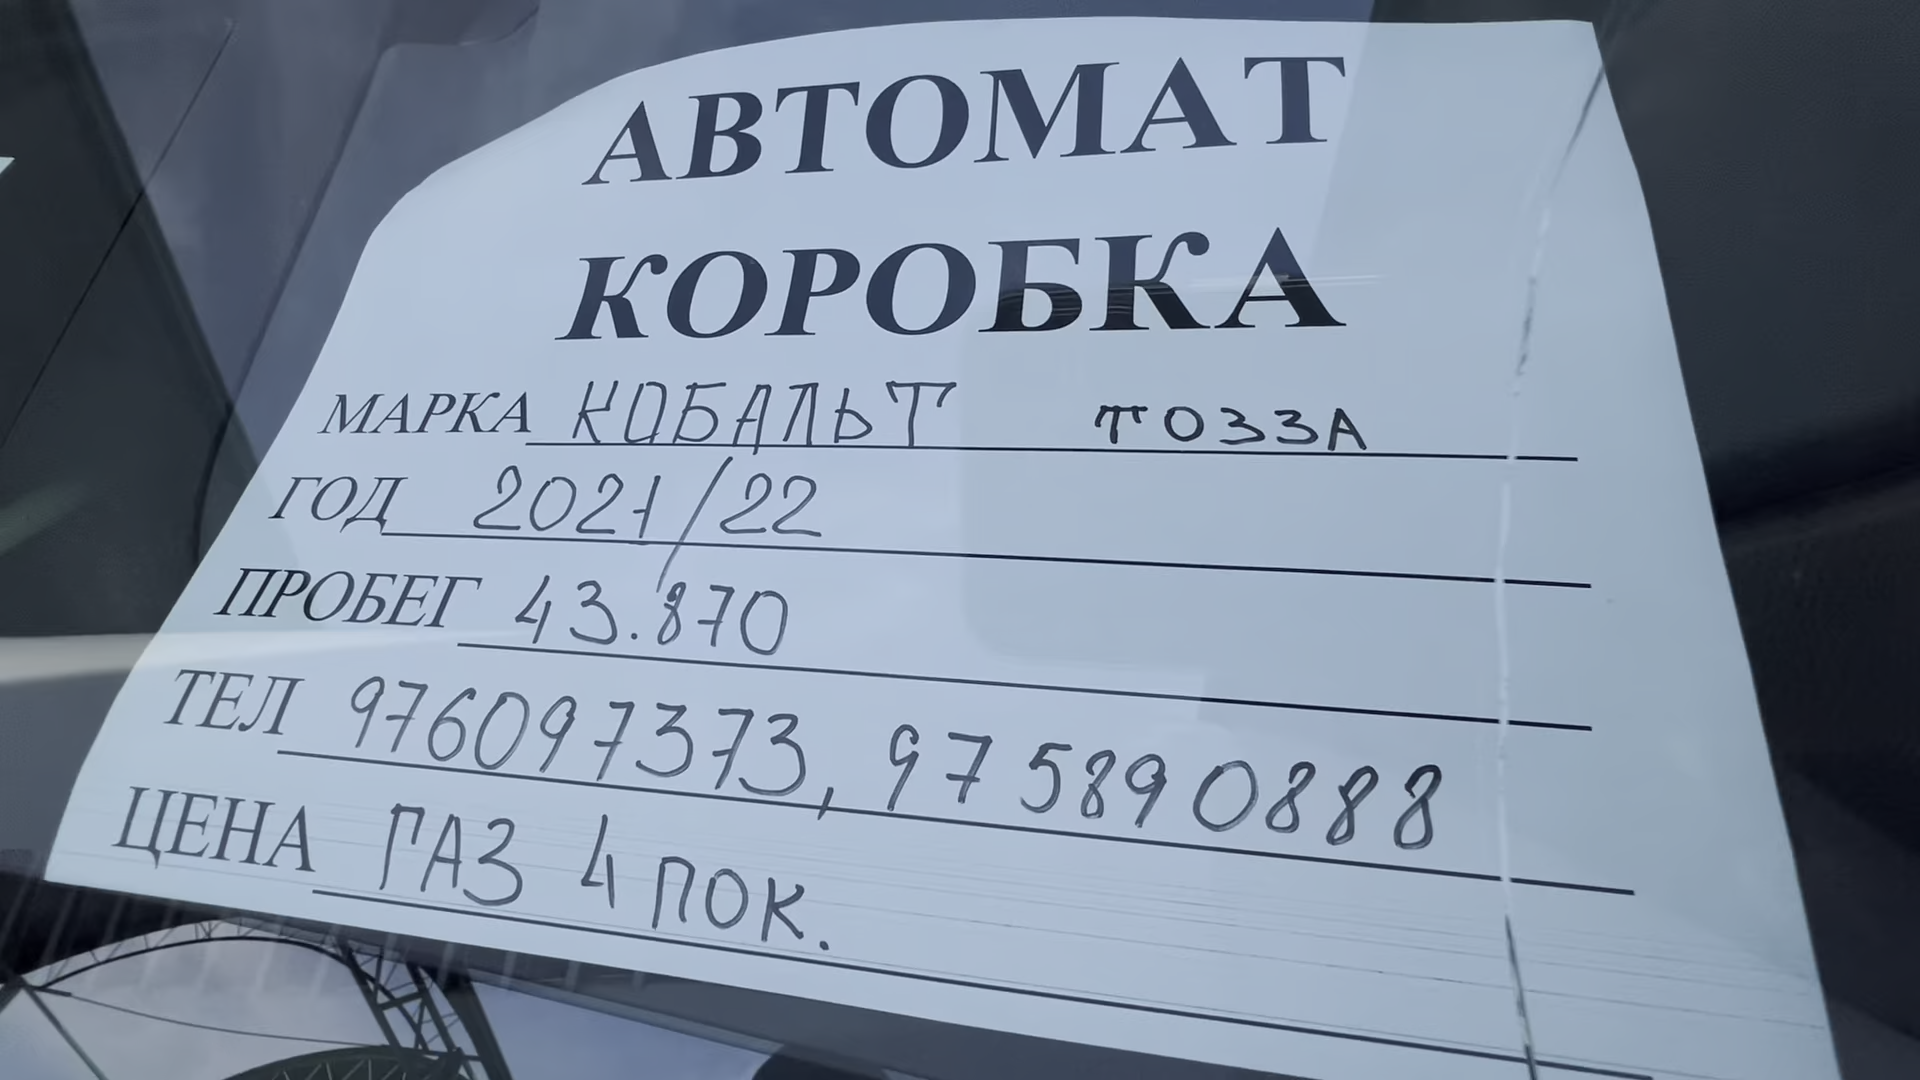 АВТОМАТ
КОРОБКА
МАРКА КОБАЛЬТ ТОЗЗА
ГОД 2021/22
ПРОБЕГ 43.870
ТЕЛ 976097373, 975890888
ЦЕНА ГАЗ 4 ПОК.